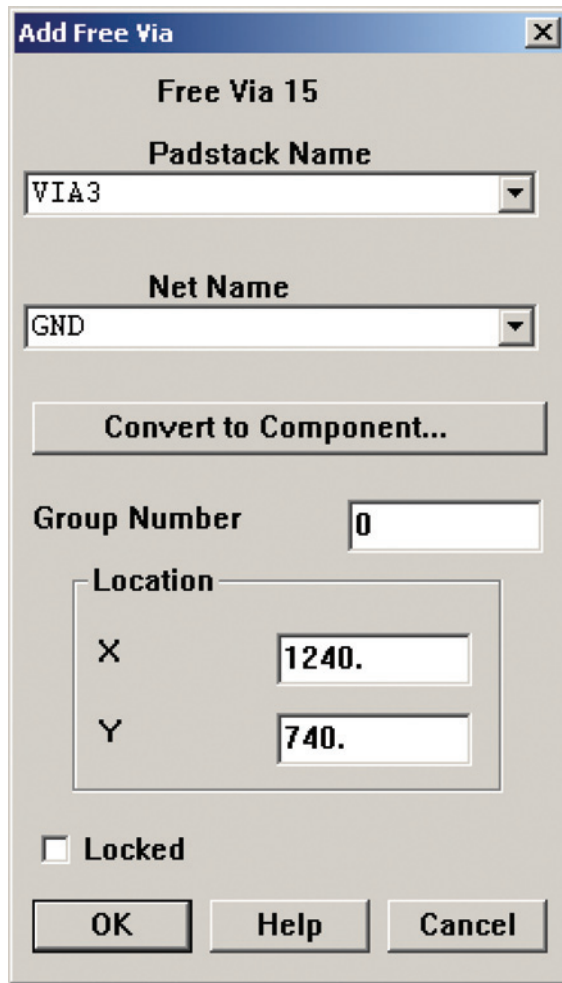 Add Free Via
Free Via 15
Padstack Name
VIA3
Net Name
GND
Convert to Component...
Group Number 0
Location
X 1240.
Y 740.
Locked
OK Help Cancel